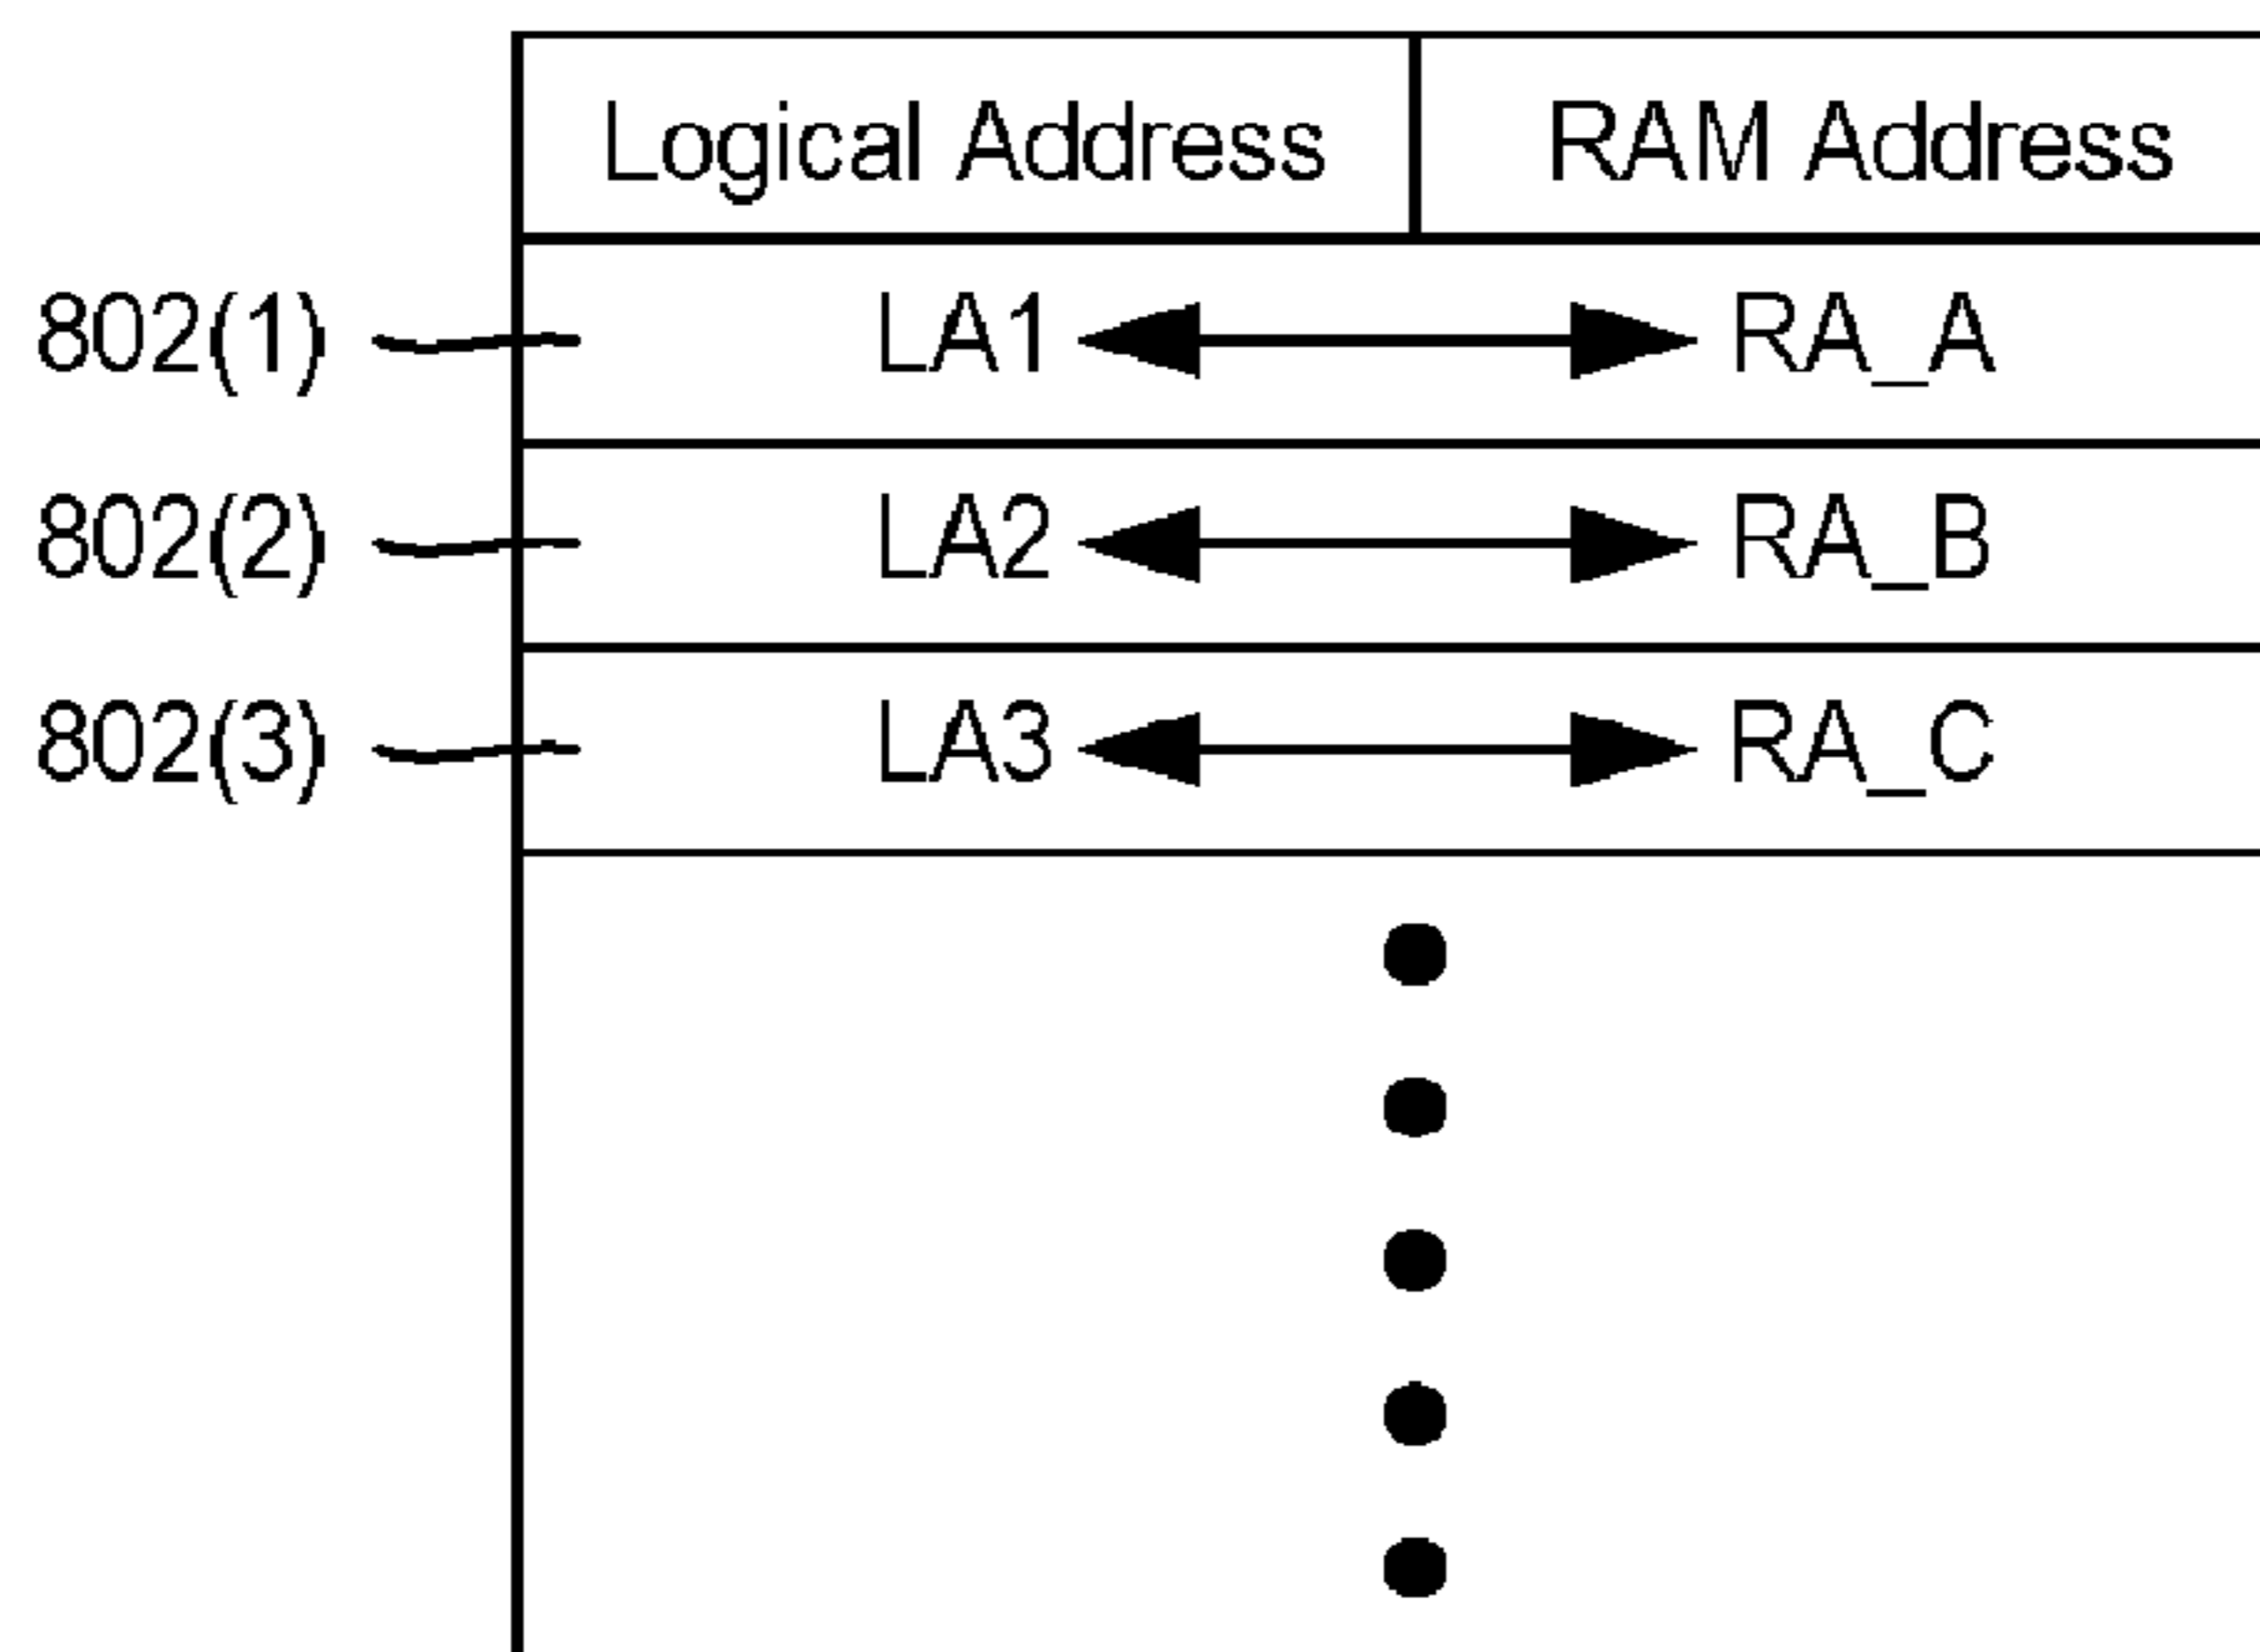 Logical Address RAM Address
802(1) LA1 RA_A
802(2) LA2 RA_B
802(3) LA3 RA_C